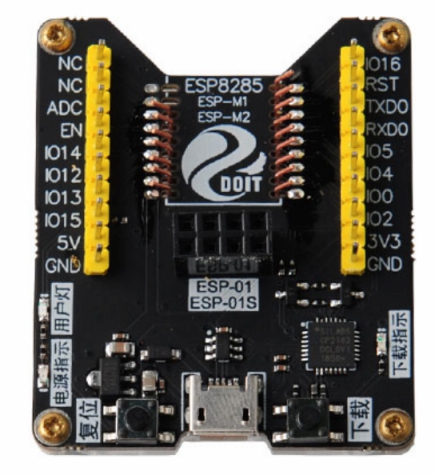 NC
NC
ADC
EN
IO14
IO12
IO13
IO15
5V
GND
ESP8285
ESP-M1
ESP-M2
DOIT
ESP-01
ESP-01S
IO16
RST
TXD0
RXD0
IO5
IO4
IO0
IO2
3V3
GND
用户灯
电源指示
复位
下载指示
下载